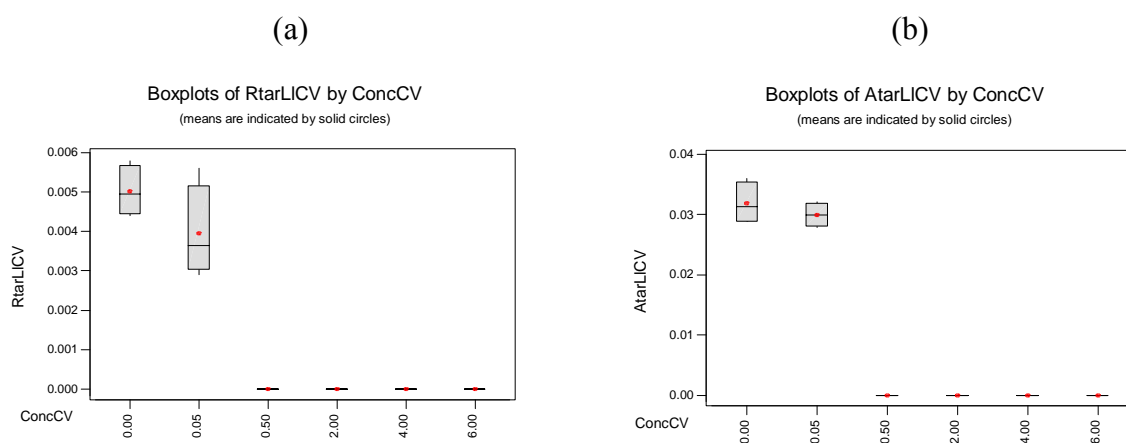 (a)
Boxplots of RtarLICV by ConcCV
(means are indicated by solid circles)
0.006
0.005
0.004
0.003
0.002
0.001
0.000
RtarLICV
ConcCV
0.00
0.05
0.50
2.00
4.00
6.00
(b)
Boxplots of AtarLICV by ConcCV
(means are indicated by solid circles)
0.04
0.03
0.02
0.01
0.00
AtarLICV
ConcCV
0.00
0.05
0.50
2.00
4.00
6.00